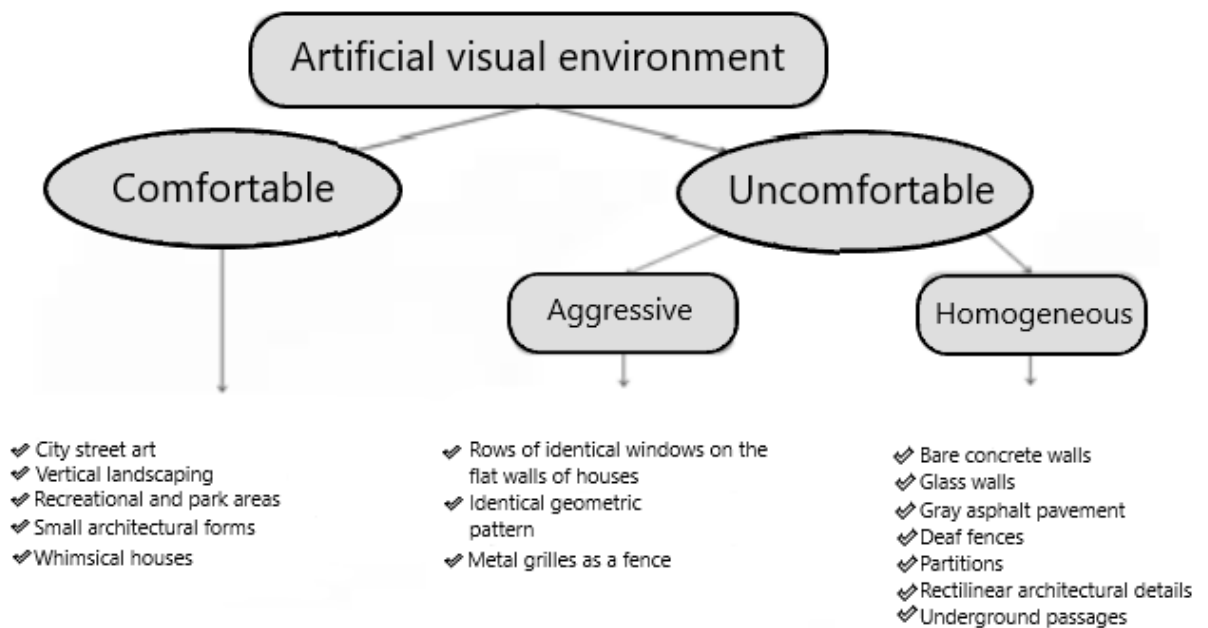 Artificial visual environment
Comfortable
Uncomfortable
Aggressive
Homogeneous
City street art
Vertical landscaping
Recreational and park areas
Small architectural forms
Whimsical houses
Rows of identical windows on the
flat walls of houses
Identical geometric
pattern
Metal grilles as a fence
Bare concrete walls
Glass walls
Gray asphalt pavement
Deaf fences
Partitions
Rectilinear architectural details
Underground passages